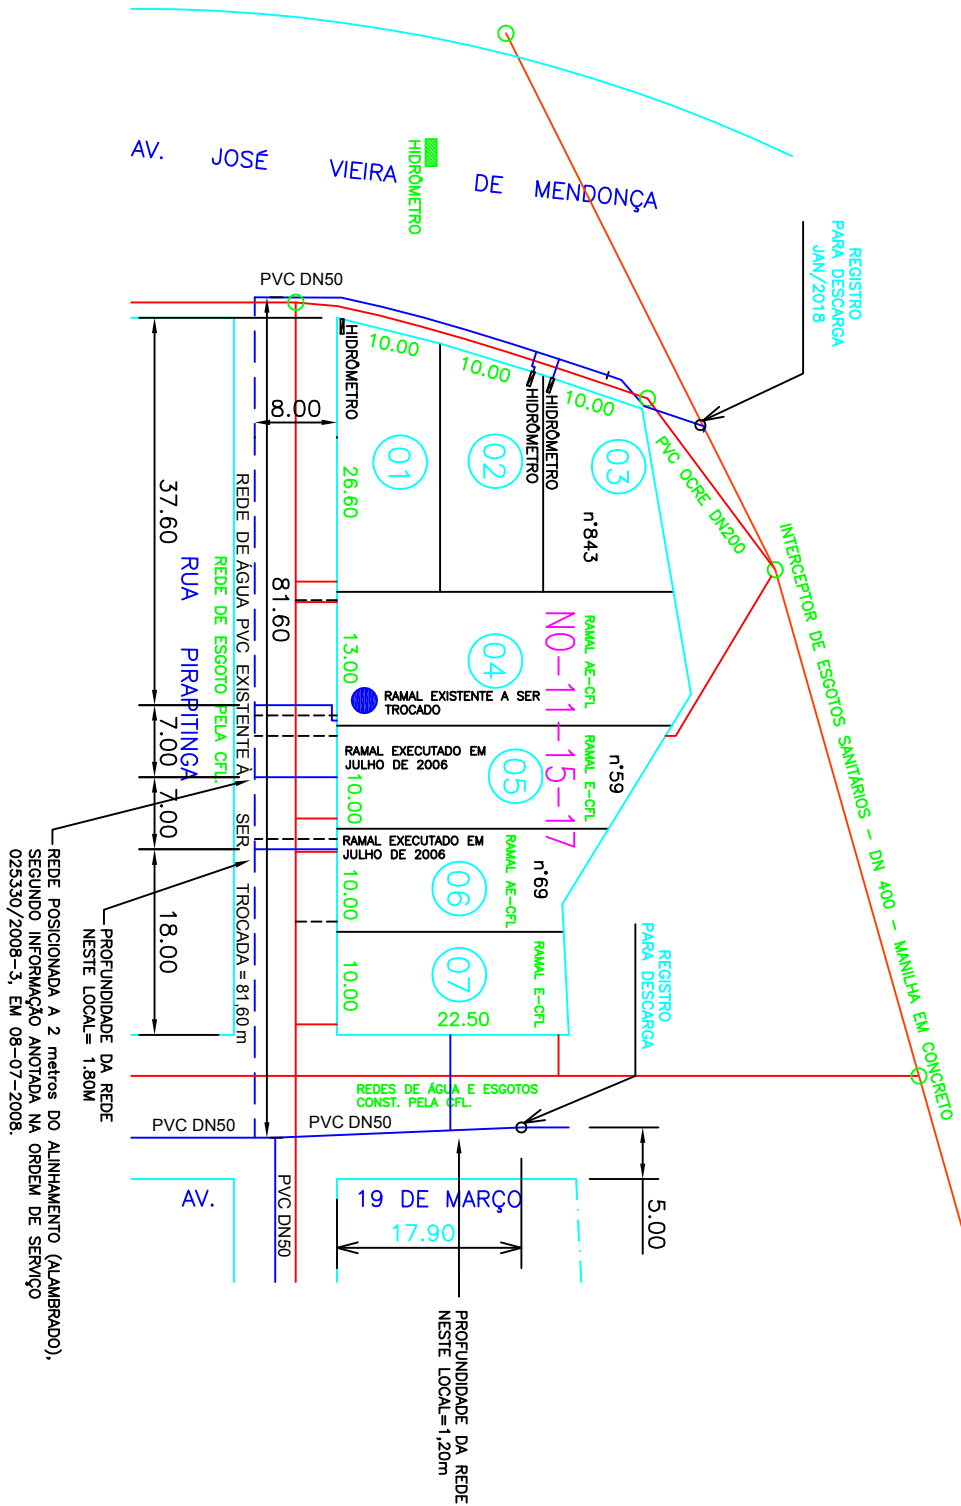 AV. JOSÉ VIEIRA DE MENDONÇA
HIDRÔMETRO
REGISTRO
PARA DESCARGA
JAN/2018
PVC DN50
HIDRÔMETRO
10.00
10.00
10.00
HIDRÔMETRO
HIDRÔMETRO
8.00
01
02
03
PVC OCRE DN200
26.60
n°843
INTERCEPTOR DE ESGOTOS SANITÁRIOS - DN 400 - MANILHA EM CONCRETO
37.60
RUA PIRAPITINGA
REDE DE ESGOTO PELA CFL.
REDE DE ÁGUA PVC EXISTENTE À SER TROCADA = 81,60 m
81.60
13.00
04
RAMAL AE-CFL
NO-11-15-17
RAMAL EXISTENTE A SER
TROCADO
7.00
RAMAL EXECUTADO EM
JULHO DE 2006
10.00
05
RAMAL E-CFL
n°59
7.00
RAMAL EXECUTADO EM
JULHO DE 2006
10.00
06
RAMAL AE-CFL
n°69
18.00
10.00
07
22.50
RAMAL E-CFL
REGISTRO
PARA DESCARGA
REDES DE ÁGUA E ESGOTOS
CONST. PELA CFL.
PVC DN50
PVC DN50
PVC DN50
AV. 19 DE MARÇO
17.90
5.00
PROFUNDIDADE DA REDE
NESTE LOCAL= 1.80M
REDE POSICIONADA A 2 metros DO ALINHAMENTO (ALAMBRADO),
SEGUNDO INFORMAÇÃO ANOTADA NA ORDEM DE SERVIÇO
025330/2008-3, EM 08-07-2008.
PROFUNDIDADE DA REDE
NESTE LOCAL=1,20m